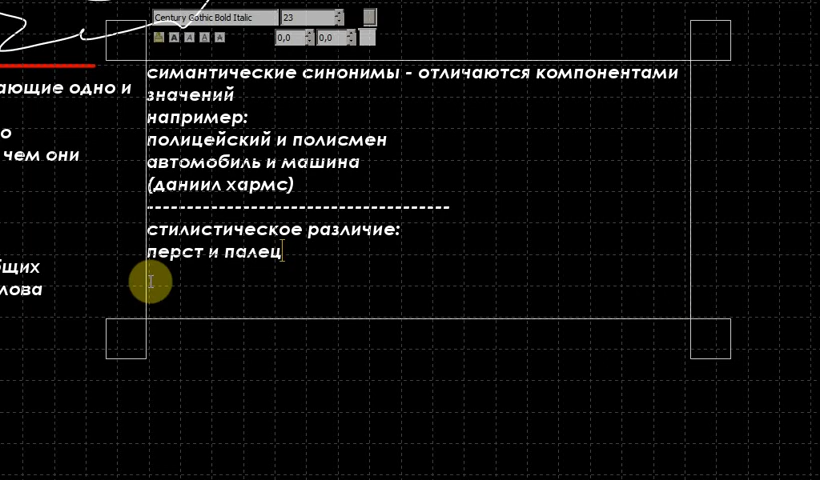 Century Gothic Bold Italic
23
A A A A A
0,0 0,0
симантические синонимы - отличаются компонентами
ающие одно и
значений
например:
о
полицейский и полисмен
чем они
автомобиль и машина
(даниил хармс)
--------------------------------------
стилистическое различие:
перст и палец
бщих
лова